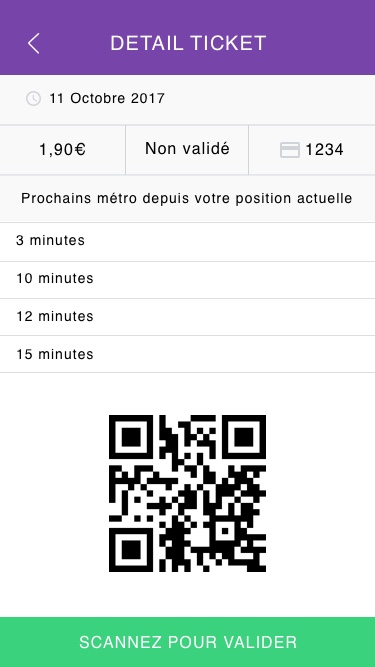 DETAIL TICKET
11 Octobre 2017
1,90€ Non validé 1234
Prochains métro depuis votre position actuelle
3 minutes
10 minutes
12 minutes
15 minutes
SCANNEZ POUR VALIDER